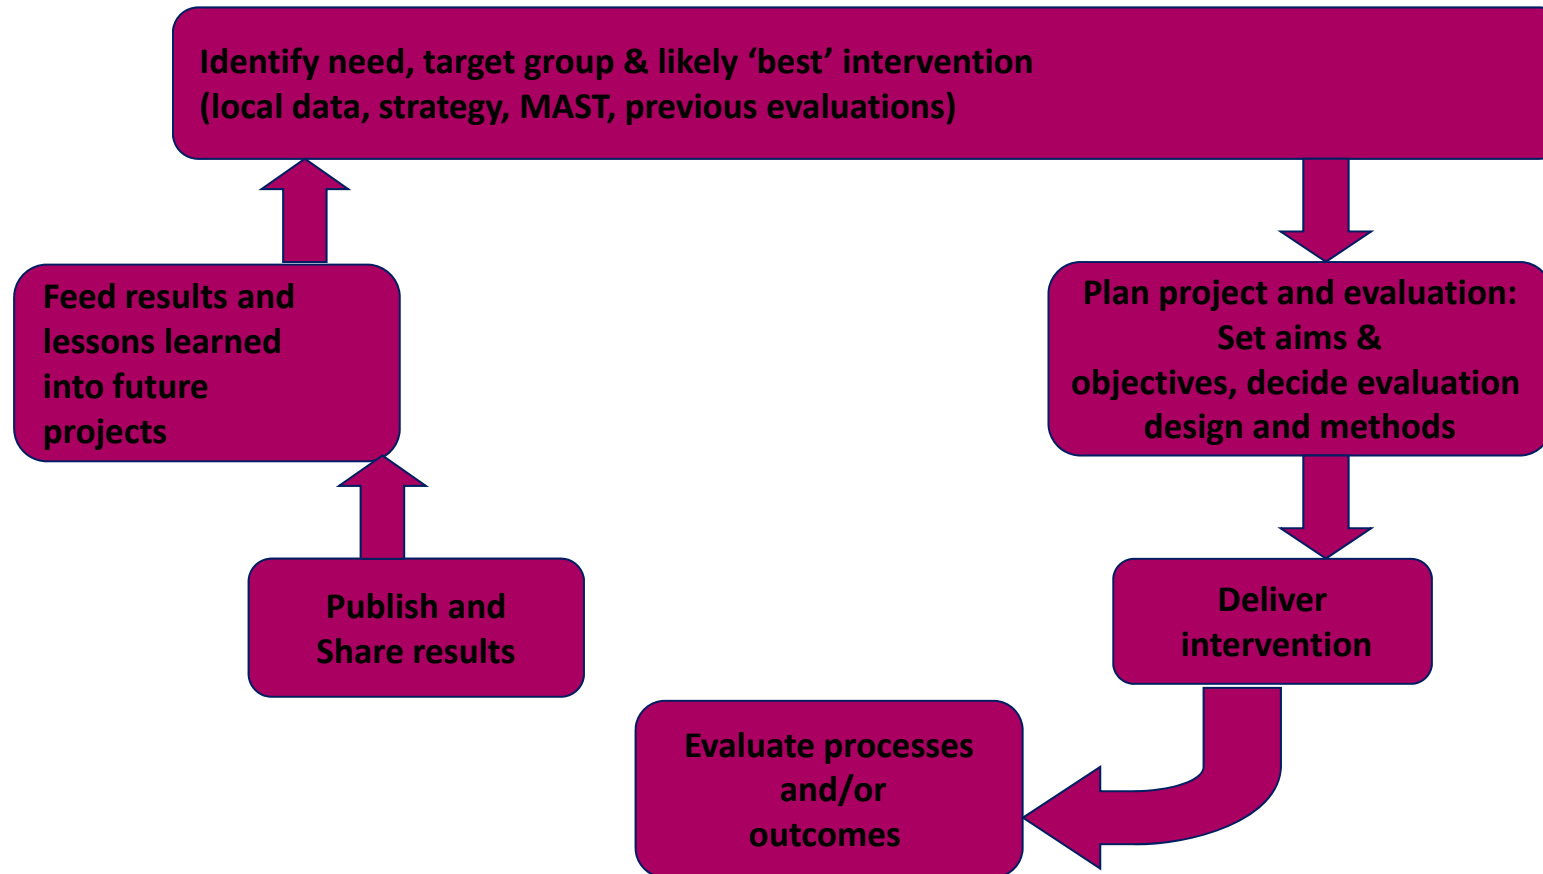 Identify need, target group & likely ‘best’ intervention
(local data, strategy, MAST, previous evaluations)
Plan project and evaluation:
Set aims &
objectives, decide evaluation
design and methods
Deliver
intervention
Evaluate processes
and/or
outcomes
Publish and
Share results
Feed results and
lessons learned
into future
projects